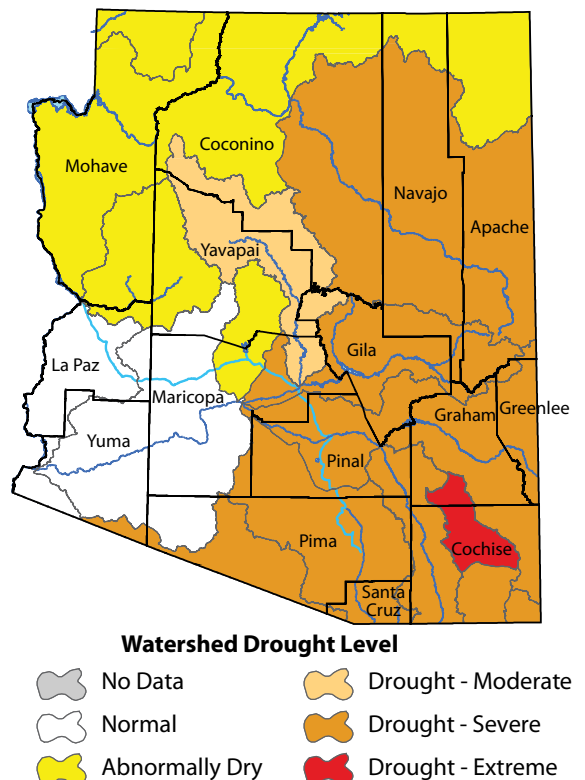 Coconino
Mohave
Navajo
Apache
Yavapai
La Paz
Gila
Maricopa
Graham
Greenlee
Yuma
Pinal
Pima
Cochise
Santa
Cruz
Watershed Drought Level
No Data
Drought - Moderate
Normal
Drought - Severe
Abnormally Dry
Drought - Extreme